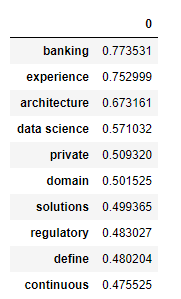 0
banking 0.773531
experience 0.752999
architecture 0.673161
data science 0.571032
private 0.509320
domain 0.501525
solutions 0.499365
regulatory 0.483027
define 0.480204
continuous 0.475525